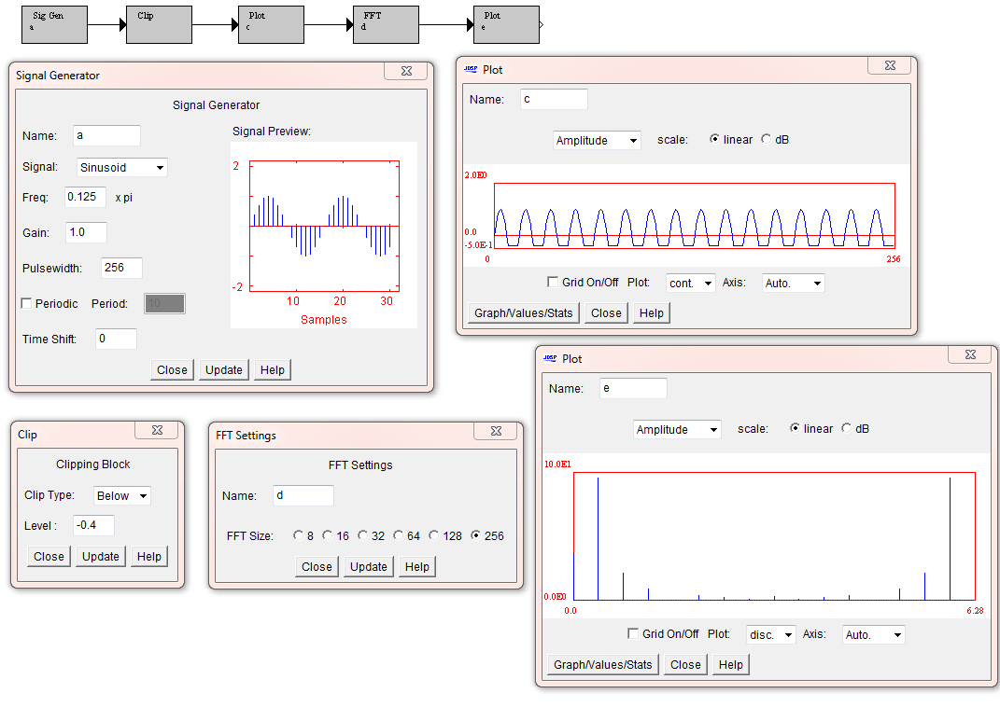 Sig Gen
a
Clip
Plot
c
FFT
d
Plot
e
Signal Generator
Signal Generator
Name: a
Signal: Sinusoid
Freq: 0.125 x pi
Gain: 1.0
Pulsewidth: 256
Periodic Period: 10
Time Shift: 0
Signal Preview:
2
-2
10 20 30
Samples
Close Update Help
JDSP Plot
Name: c
Amplitude scale: linear dB
2.0E0
0.0
-5.0E-1
0 256
Grid On/Off Plot: cont. Axis: Auto.
Graph/Values/Stats Close Help
Clip
Clipping Block
Clip Type: Below
Level : -0.4
Close Update Help
FFT Settings
FFT Settings
Name: d
FFT Size: 8 16 32 64 128 256
Close Update Help
JDSP Plot
Name: e
Amplitude scale: linear dB
10.0E1
0.0E0
0.0 6.28
Grid On/Off Plot: disc. Axis: Auto.
Graph/Values/Stats Close Help